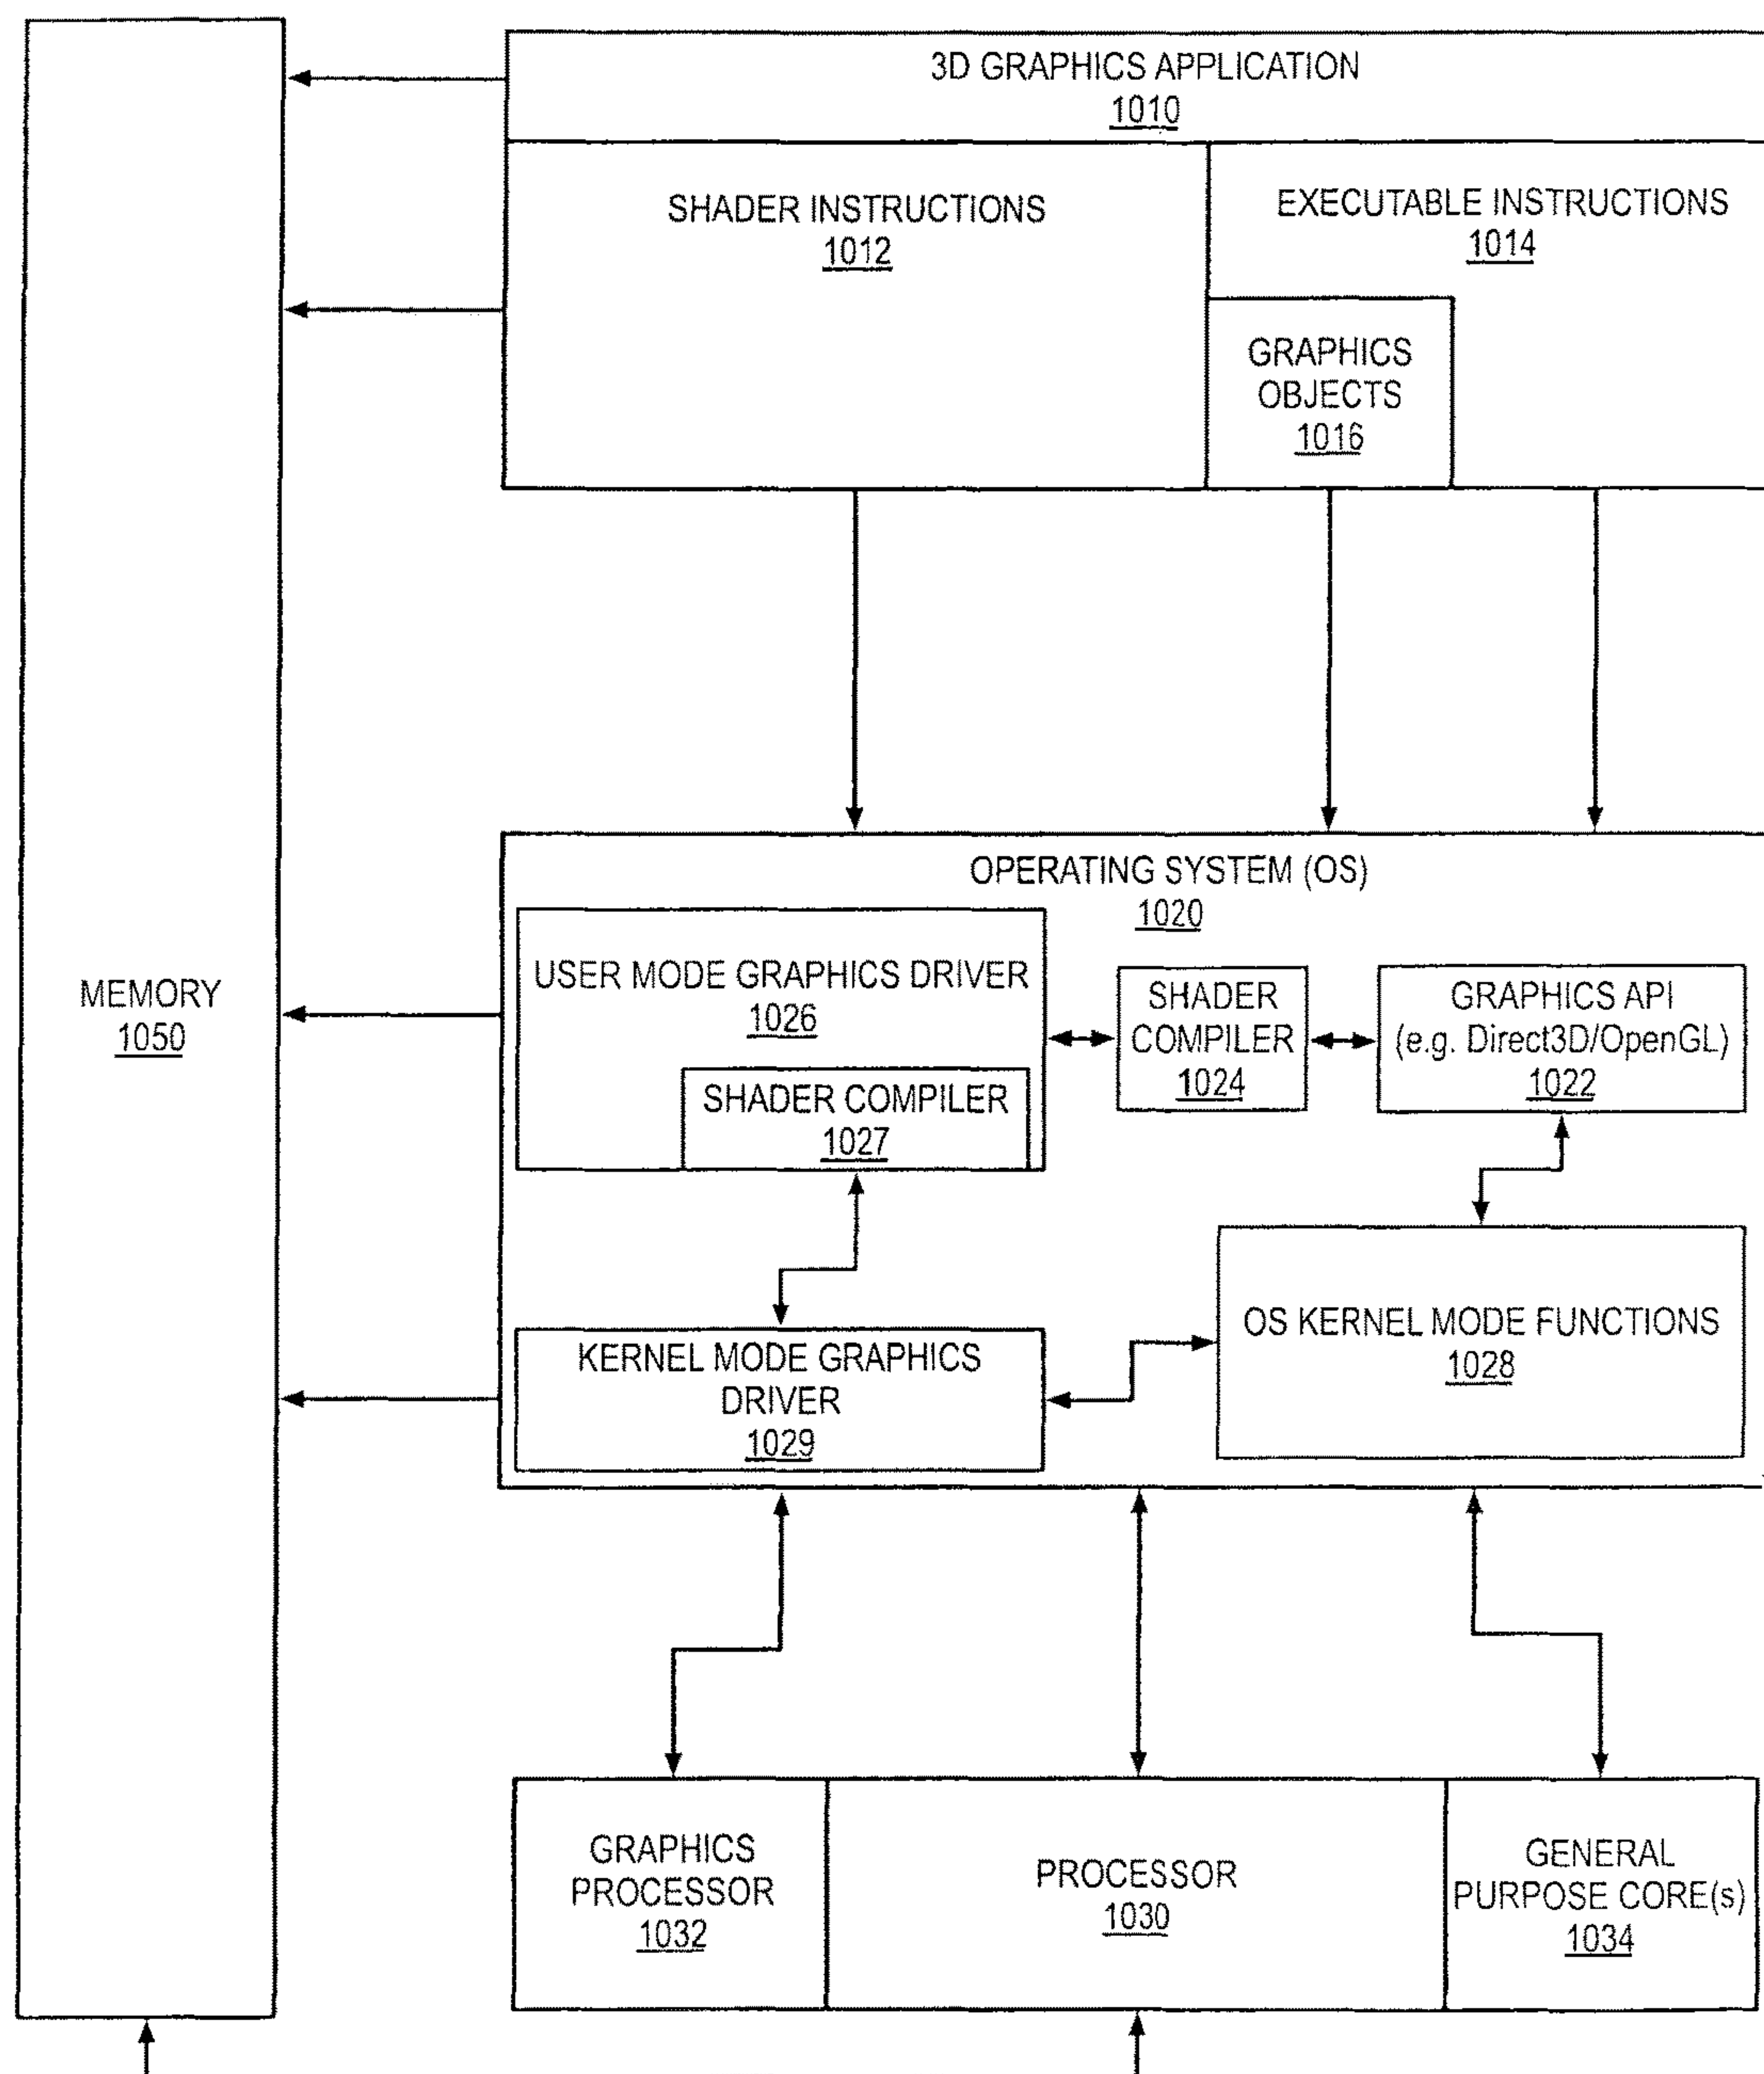 3D GRAPHICS APPLICATION
1010
SHADER INSTRUCTIONS
1012
EXECUTABLE INSTRUCTIONS
1014
GRAPHICS
OBJECTS
1016
OPERATING SYSTEM (OS)
1020
USER MODE GRAPHICS DRIVER
1026
SHADER COMPILER
1027
SHADER
COMPILER
1024
GRAPHICS API
(e.g. Direct3D/OpenGL)
1022
MEMORY
1050
KERNEL MODE GRAPHICS
DRIVER
1029
OS KERNEL MODE FUNCTIONS
1028
GRAPHICS
PROCESSOR
1032
PROCESSOR
1030
GENERAL
PURPOSE CORE(s)
1034